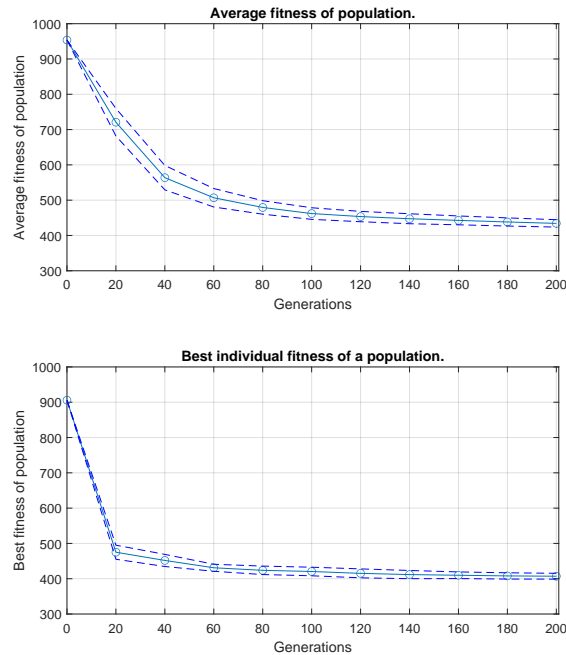 Average fitness of population.
1000
900
800
700
600
500
400
300
Average fitness of population
0 20 40 60 80 100 120 140 160 180 200
Generations
Best individual fitness of a population.
1000
900
800
700
600
500
400
300
Best fitness of population
0 20 40 60 80 100 120 140 160 180 200
Generations